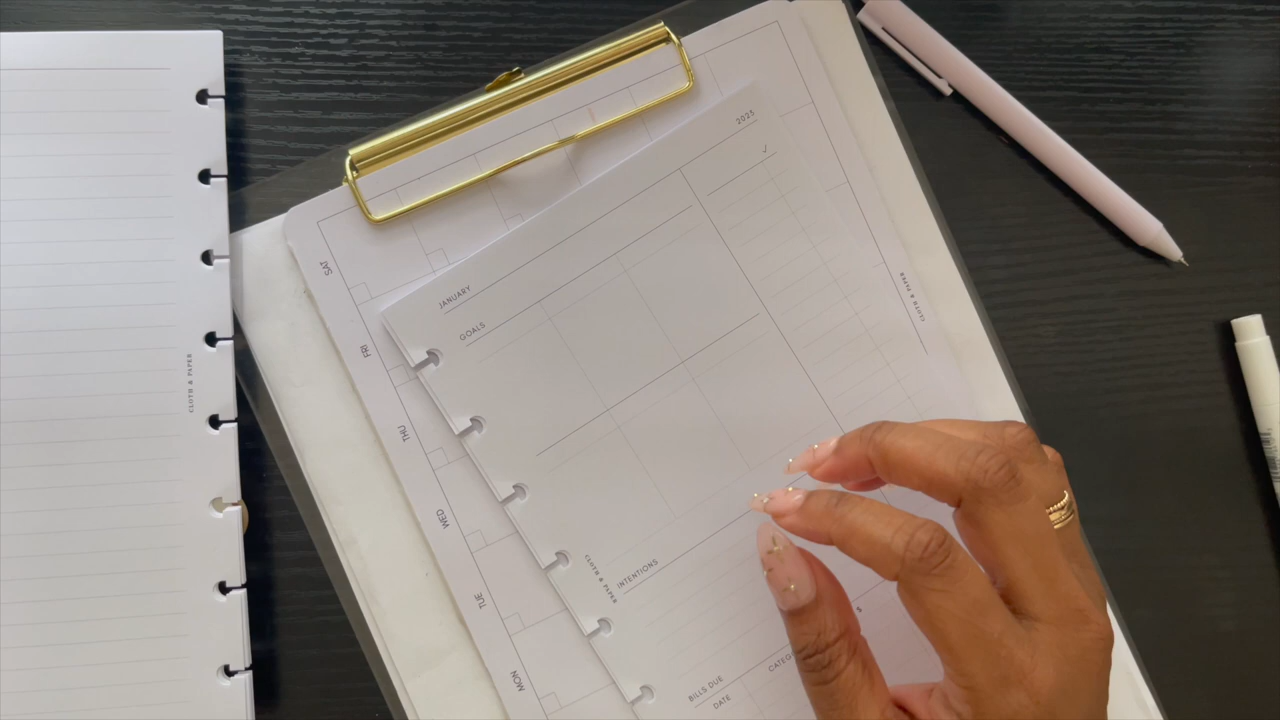 CLOTH & PAPER
SAT
FRI
THU
WED
TUE
MON
CLOTH & PAPER
JANUARY
2025
GOALS
CLOTH & PAPER
INTENTIONS
$
BILLS DUE
DATE